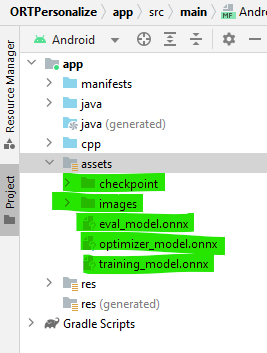 ORTPersonalize app src main Andro
Android
Resource Manager
Project
app
manifests
java
java (generated)
cpp
assets
checkpoint
images
eval_model.onnx
optimizer_model.onnx
training_model.onnx
res
res (generated)
Gradle Scripts